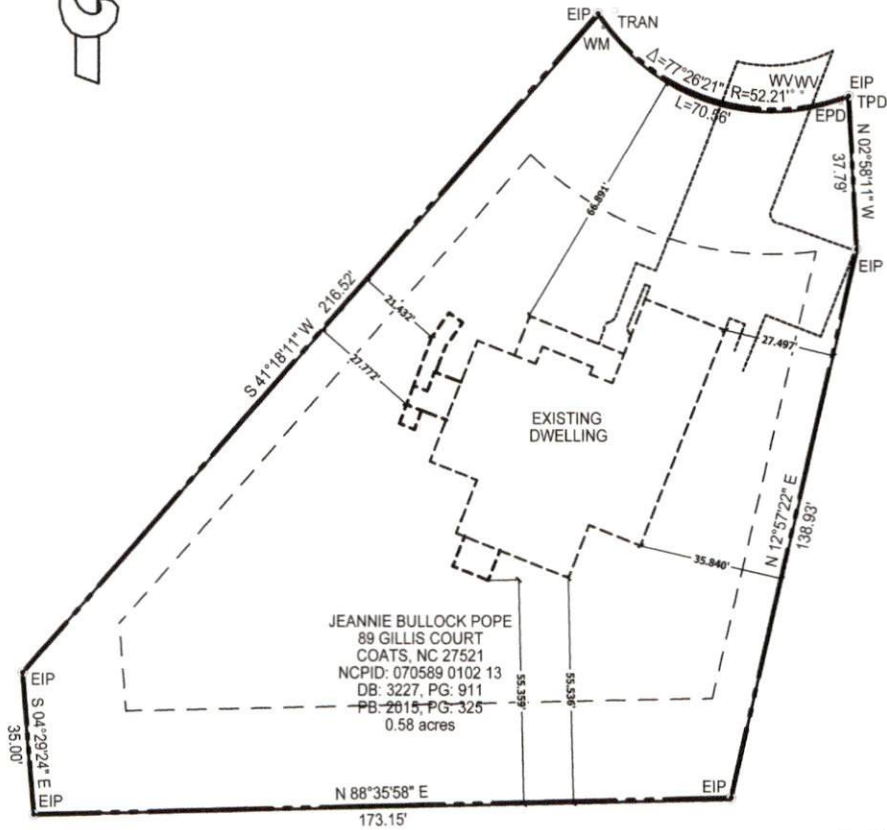 EIP
TRAN
WM
Δ=77°26'21" R=52.21'
L=70.56'
WV WV
EIP
TPD
EPD
N 02°58'11" W
37.79'
EIP
66.891'
S 41°18'11" W 216.52'
21.432'
27.772'
27.497'
EXISTING
DWELLING
N 12°57'22" E
138.93'
35.840'
JEANNIE BULLOCK POPE
89 GILLIS COURT
COATS, NC 27521
NCPID: 070589 0102 13
DB: 3227, PG: 911
PB: 2015, PG: 325
0.58 acres
55.359'
55.536'
EIP
S 04°29'24" E
35.00'
EIP
N 88°35'58" E
173.15'
EIP